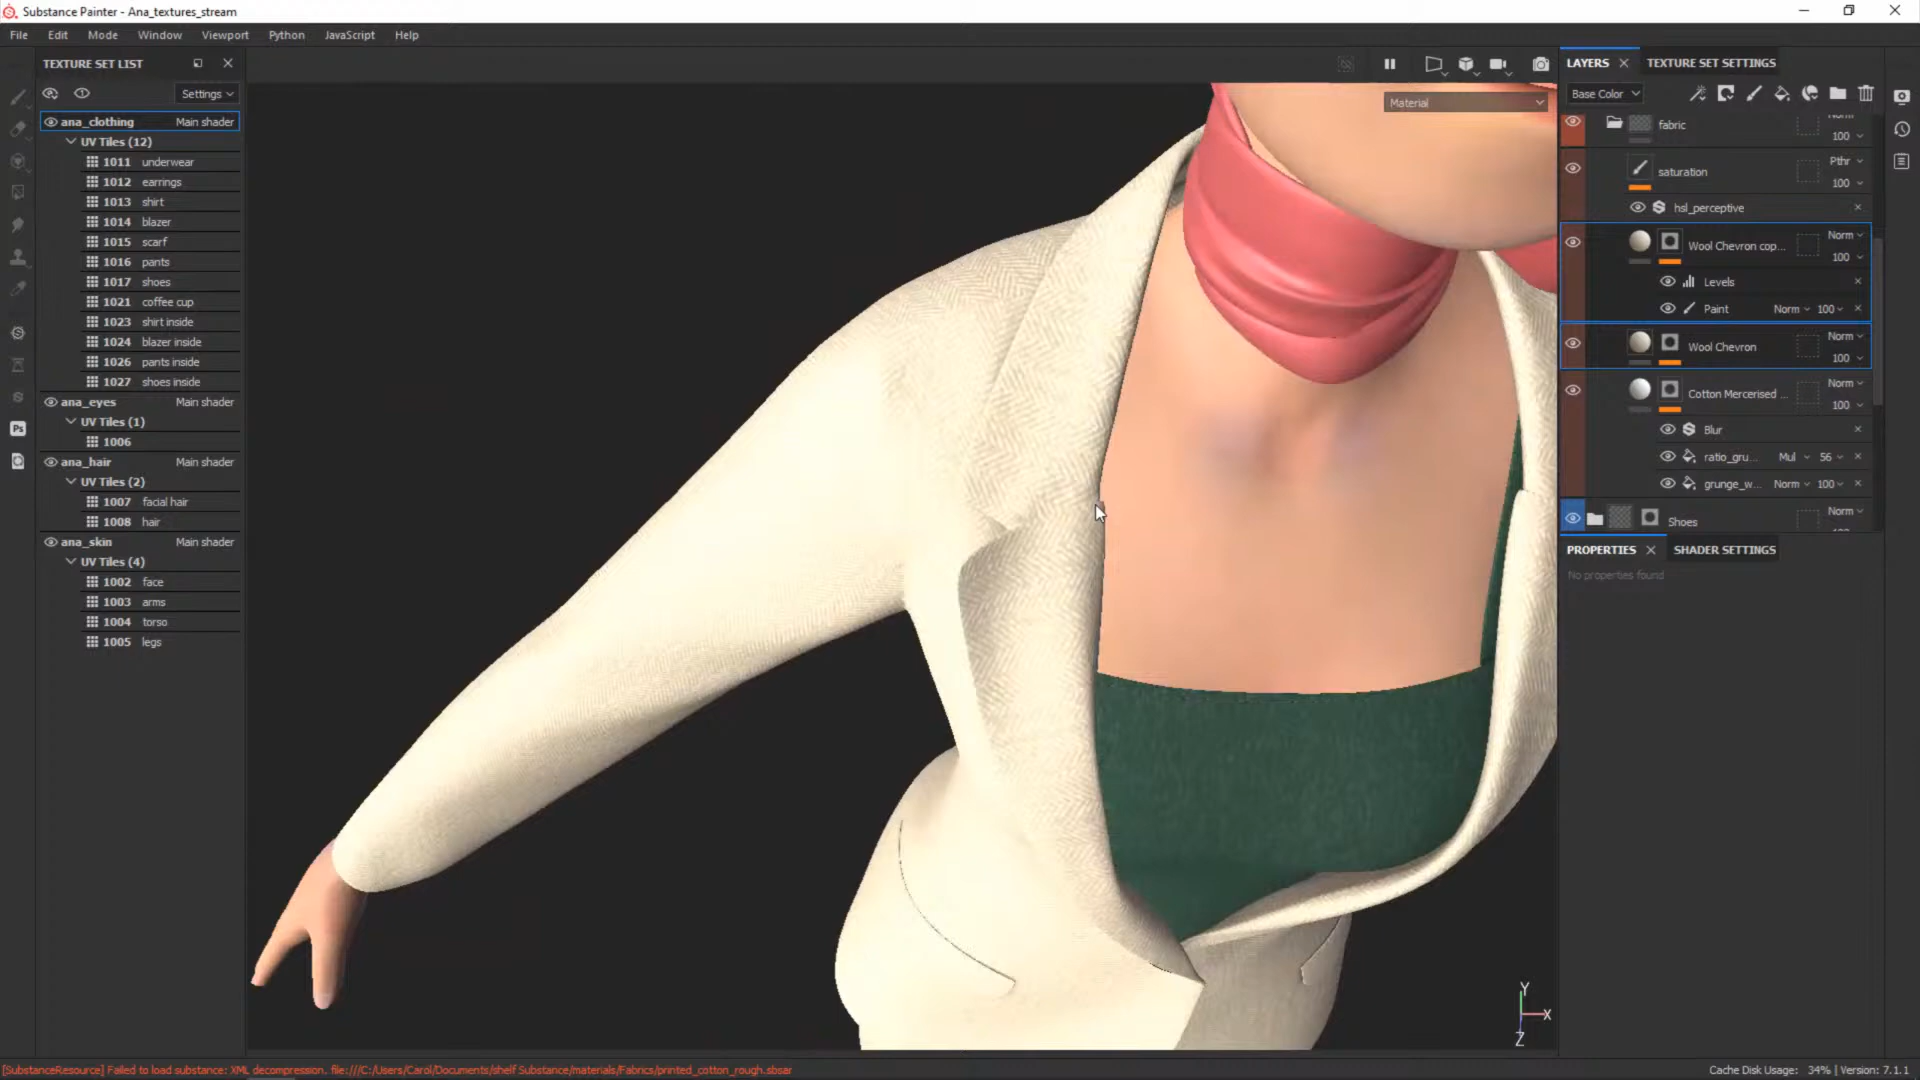 Substance Painter - Ana_textures_stream
File Edit Mode Window Viewport Python JavaScript Help
TEXTURE SET LIST
Settings
ana_clothing Main shader
UV Tiles (12)
1011 underwear
1012 earrings
1013 shirt
1014 blazer
1015 scarf
1016 pants
1017 shoes
1021 coffee cup
1023 shirt inside
1024 blazer inside
1026 pants inside
1027 shoes inside
ana_eyes Main shader
UV Tiles (1)
1006
ana_hair Main shader
UV Tiles (2)
1007 facial hair
1008 hair
ana_skin Main shader
UV Tiles (4)
1002 face
1003 arms
1004 torso
1005 legs
Ps
Material
Y
X
Z
LAYERS TEXTURE SET SETTINGS
Base Color
fabric
100
Pthr
saturation
100
hsl_perceptive
Norm
Wool Chevron cop...
100
Levels
Paint Norm 100
Norm
Wool Chevron
100
Norm
Cotton Mercerised ...
100
Blur
ratio_gru... Mul 56
grunge_w... Norm 100
Norm
Shoes
PROPERTIES SHADER SETTINGS
No properties found
[SubstanceResource] Failed to load substance: XML decompression. file:///C:/Users/Carol/Documents/shelf Substance/materials/Fabrics/printed_cotton_rough.sbsar
Cache Disk Usage: 34% | Version: 7.1.1